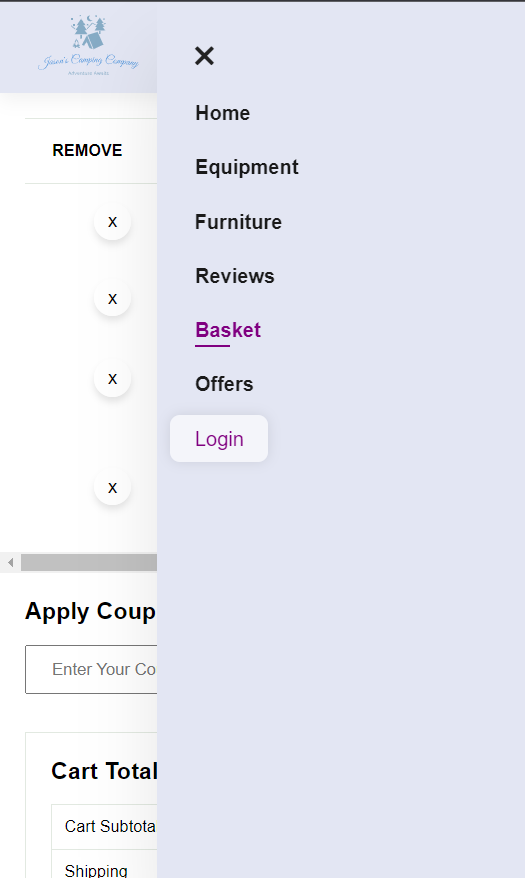 Jason's Camping Company
Adventure Needs
Home
Equipment
Furniture
Reviews
Basket
Offers
Login
REMOVE
x
x
x
x
Apply Coup
Enter Your Co
Cart Total
Cart Subtota
Shipping